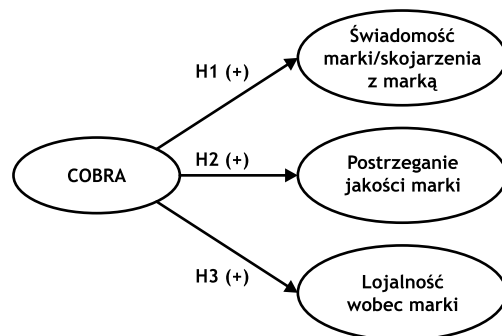 Świadomość
marki/skojarzenia
z marką
H1 (+)
COBRA
H2 (+)
Postrzeganie
jakości marki
H3 (+)
Lojalność
wobec marki